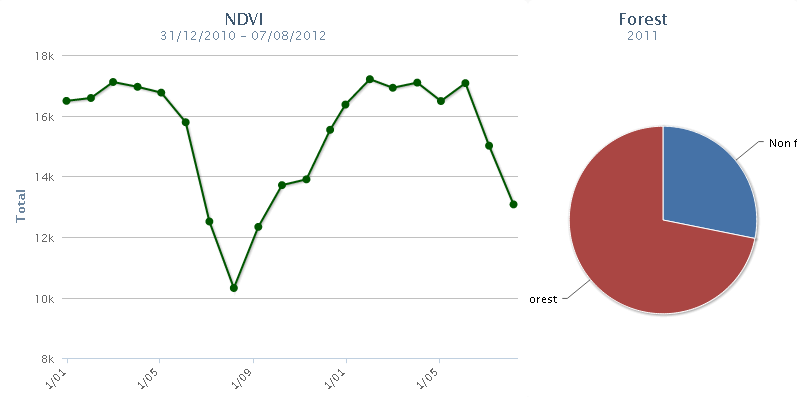 NDVI
31/12/2010 - 07/08/2012
18k
16k
14k
12k
10k
8k
Total
1/01
1/05
1/09
1/01
1/05
Forest
2011
Non f
orest